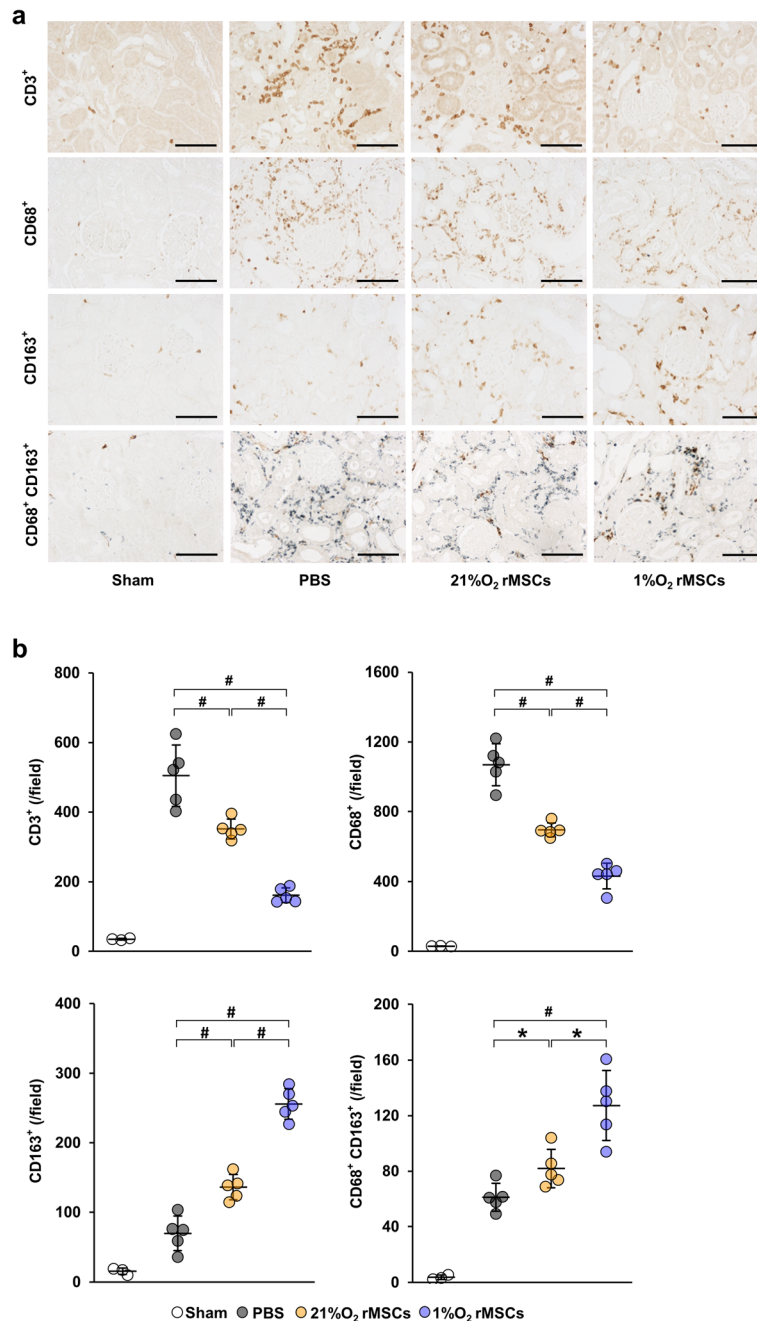 a
CD3⁺
CD68⁺
CD163⁺
CD68⁺ CD163⁺
Sham PBS 21%O₂ rMSCs 1%O₂ rMSCs
b
CD3⁺ (/field)
800
600
400
200
0
# 
# #
CD68⁺ (/field)
1600
1200
800
400
0
#
# #
CD163⁺ (/field)
400
300
200
100
0
#
# #
CD68⁺ CD163⁺ (/field)
200
160
120
80
40
0
#
* *
Sham PBS 21%O₂ rMSCs 1%O₂ rMSCs